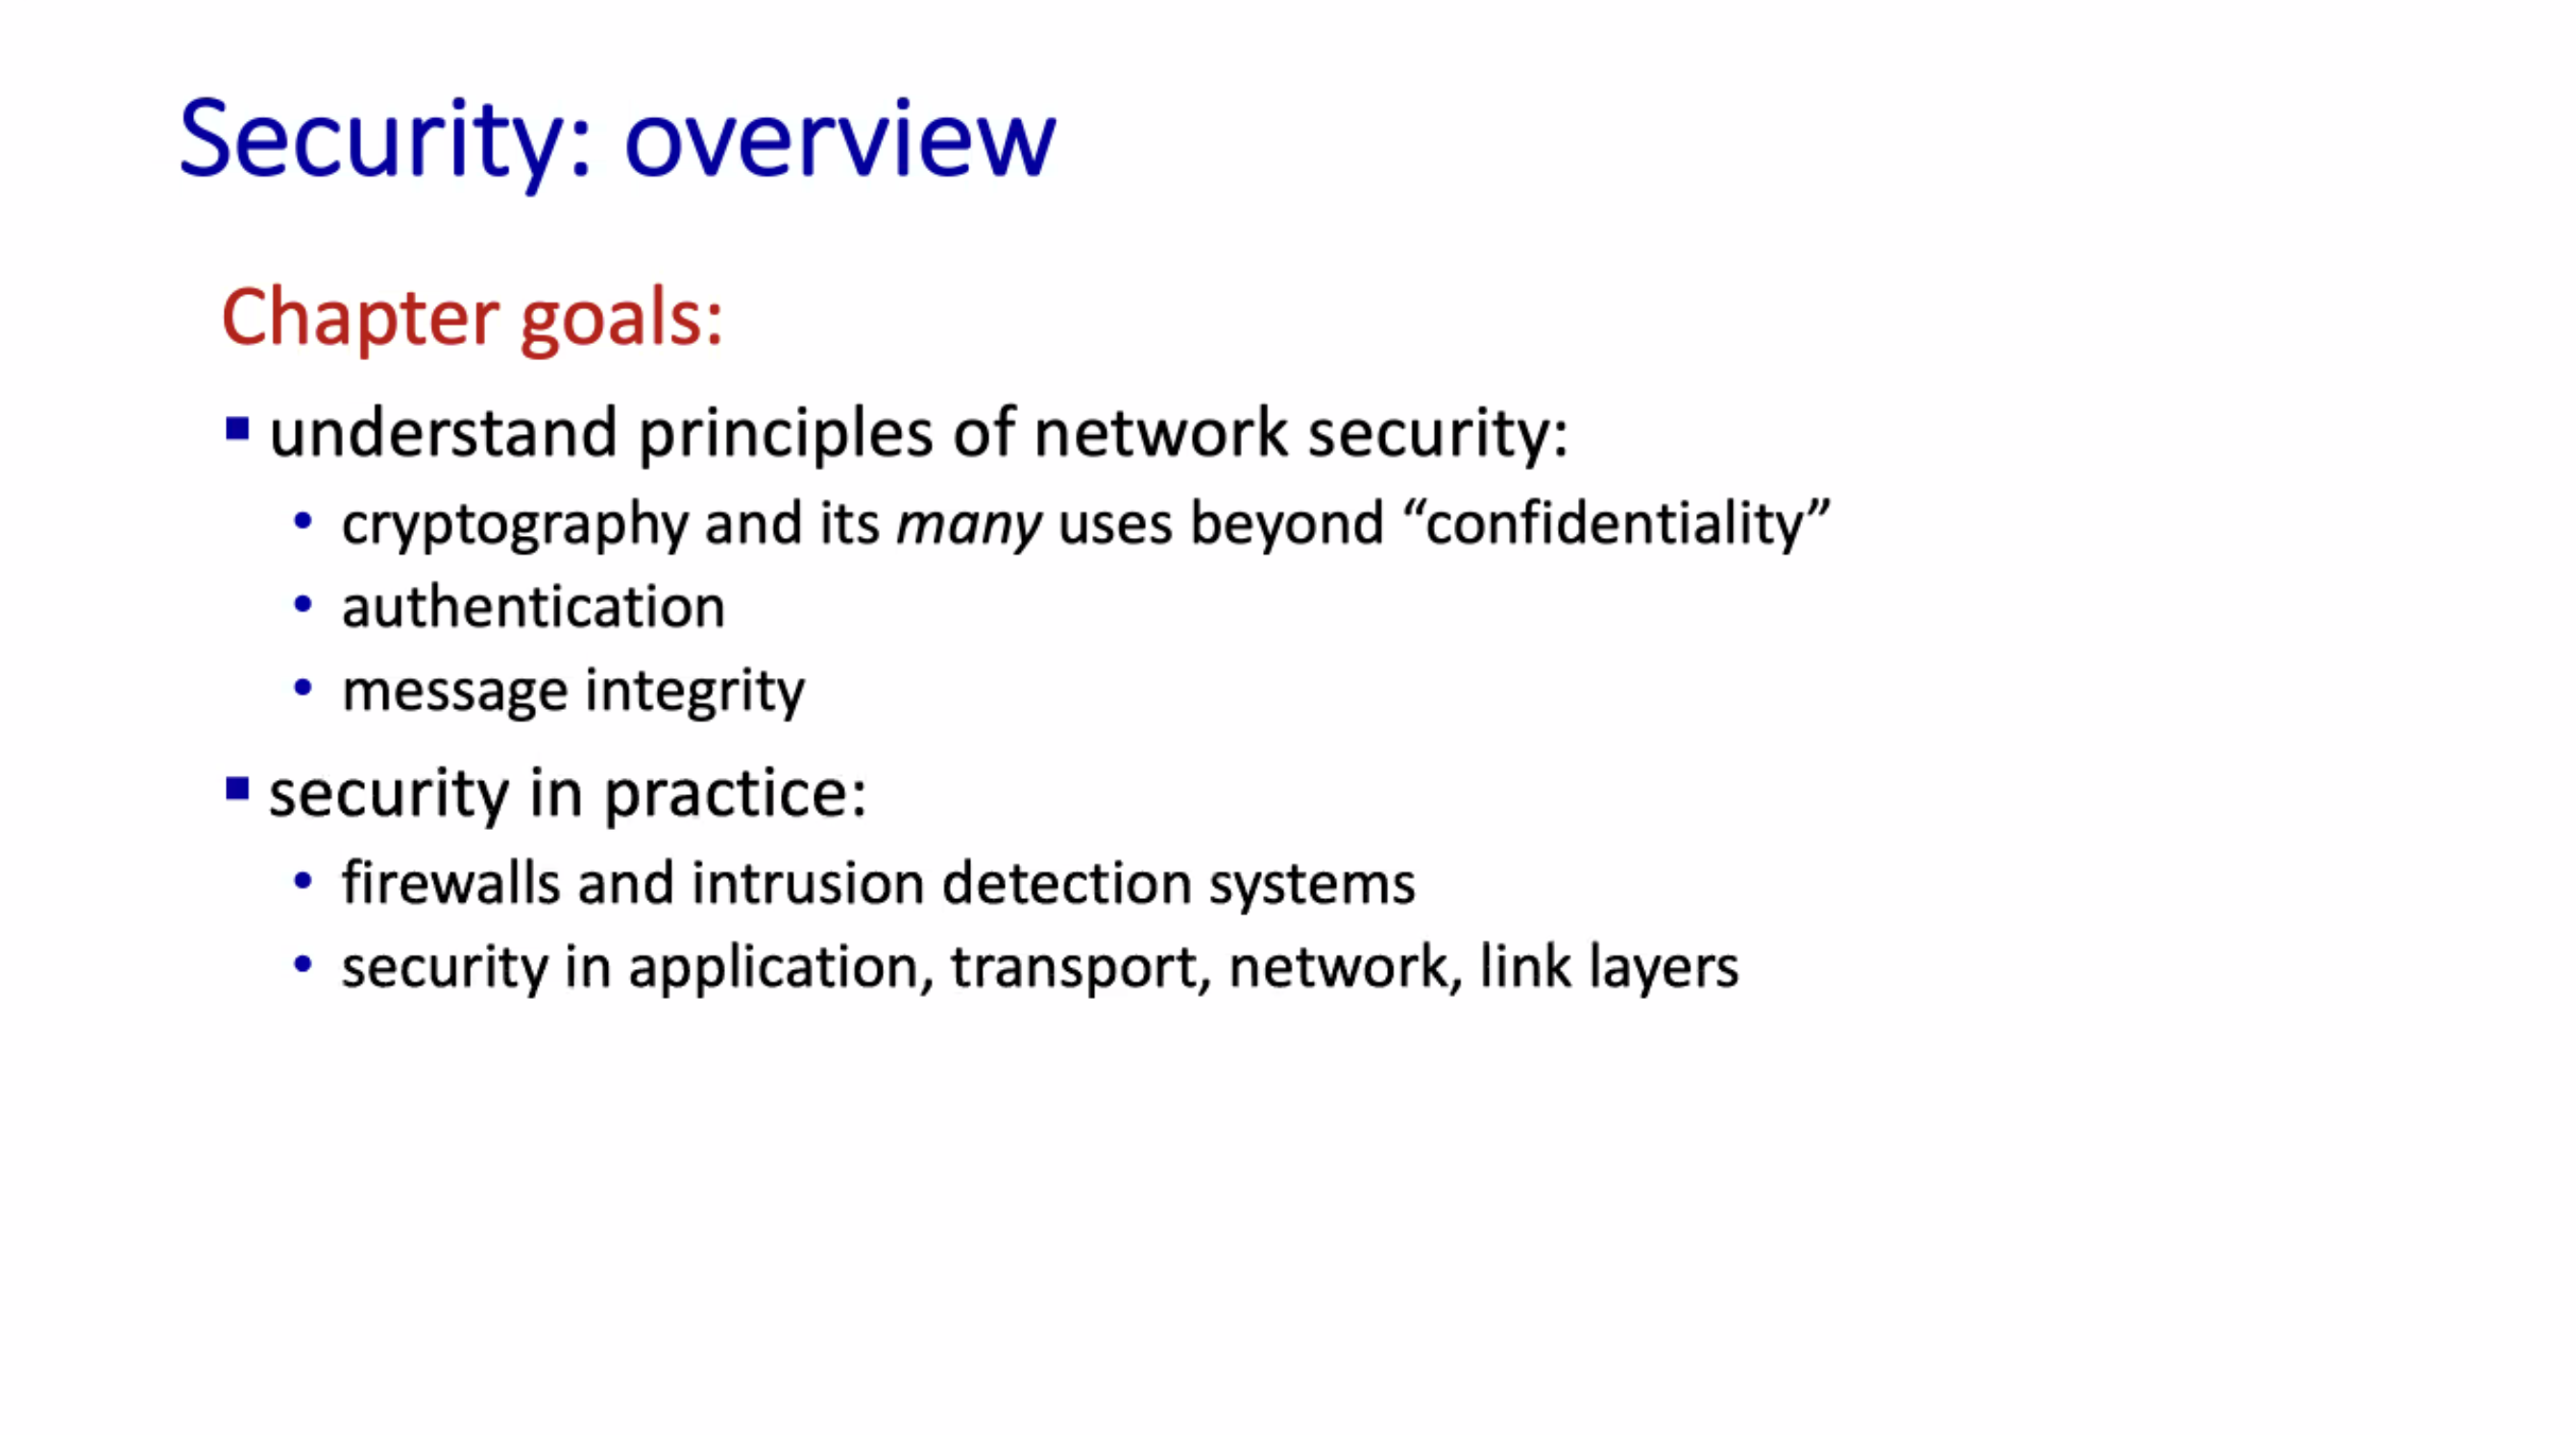 Security: overview
Chapter goals:
▪ understand principles of network security:
• cryptography and its many uses beyond “confidentiality”
• authentication
• message integrity
▪ security in practice:
• firewalls and intrusion detection systems
• security in application, transport, network, link layers